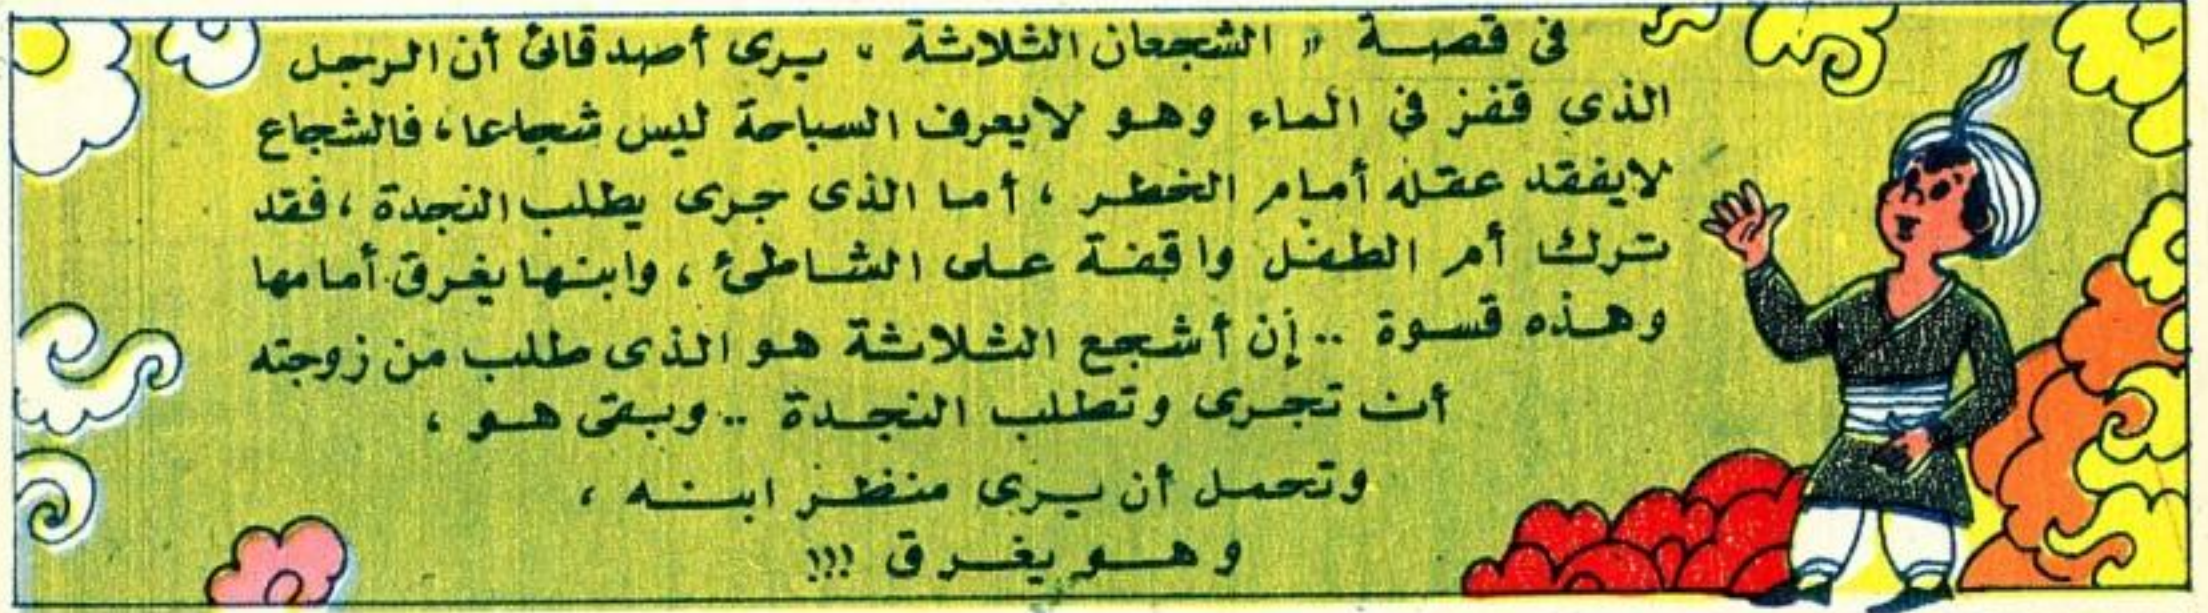 فى قصة « الشجعان الثلاثة » يرى أصدقائى أن الرجل
الذى قفز فى الماء وهو لايعرف السباحة ليس شجاعا، فالشجاع
لايفقد عقله أمام الخطر ، أما الذى جرى يطلب النجدة ، فقد
ترك أم الطفل واقفة على الشاطئ ، وابنها يغرق أمامها
وهذه قسوة .. إن أشجع الثلاثة هو الذى طلب من زوجته
أن تجرى وتطلب النجدة .. وبقى هو ،
وتحمل أن يرى منظر ابنه ،
وهو يغرق !!!